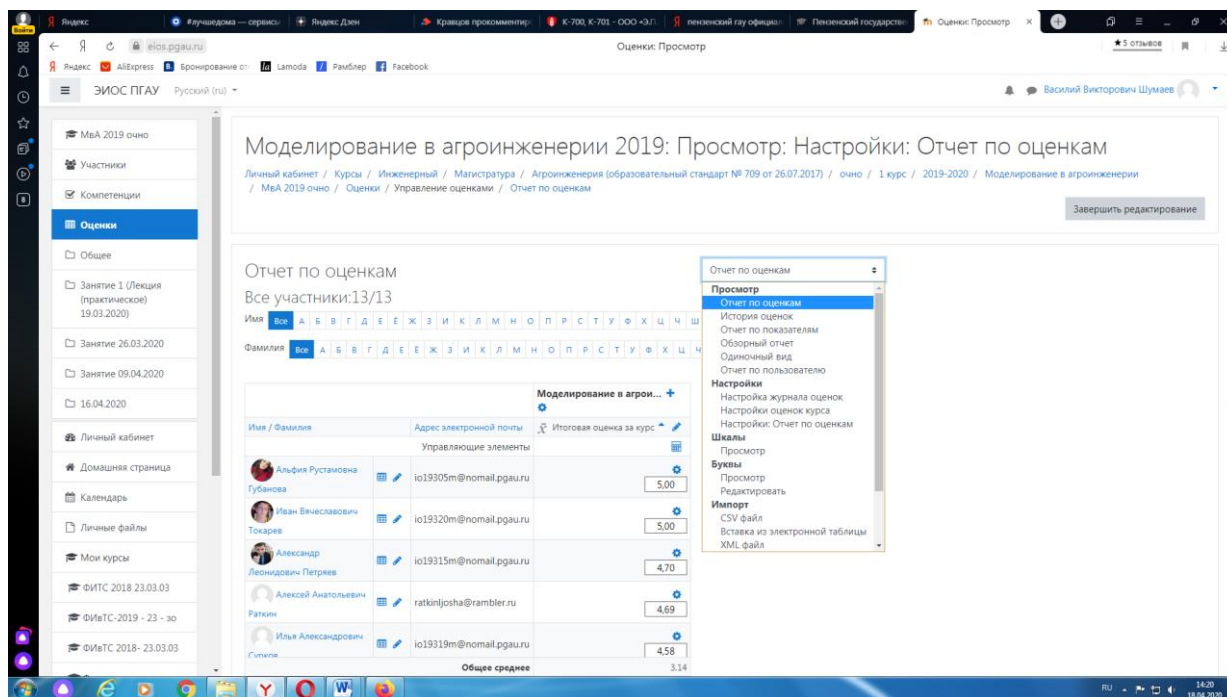 Войти
Яндекс
#лучшедома — сервисы
Яндекс Дзен
Кравцов прокомментиро
К-700, К-701 - ООО «Э.П
пензенский гау официал
Пензенский государстве
Оценки: Просмотр
eios.pgau.ru
Оценки: Просмотр
★ 5 отзывов
Яндекс
AliExpress
Бронирование от
Lamoda
Рамблер
Facebook
ЭИОС ПГАУ Русский (ru)
Василий Викторович Шумаев
МвА 2019 очно
Участники
Компетенции
Оценки
Общее
Занятие 1 (Лекция
(практическое)
19.03.2020)
Занятие 26.03.2020
Занятие 09.04.2020
16.04.2020
Личный кабинет
Домашняя страница
Календарь
Личные файлы
Мои курсы
ФИТС 2018 23.03.03
ФИвТС-2019 - 23 - зо
ФИвТС 2018- 23.03.03
Моделирование в агроинженерии 2019: Просмотр: Настройки: Отчет по оценкам
Личный кабинет / Курсы / Инженерный / Магистратура / Агроинженерия (образовательный стандарт № 709 от 26.07.2017) / очно / 1 курс / 2019-2020 / Моделирование в агроинженерии
/ МвА 2019 очно / Оценки / Управление оценками / Отчет по оценкам
Завершить редактирование
Отчет по оценкам
Все участники:13/13
Имя Все А Б В Г Д Е Ё Ж З И К Л М Н О П Р С Т У Ф Х Ц Ч Ш
Фамилия Все А Б В Г Д Е Ё Ж З И К Л М Н О П Р С Т У Ф Х Ц Ч
Моделирование в агрои...
Имя / Фамилия Адрес электронной почты Итоговая оценка за курс
Управляющие элементы
Альфия Рустамовна
Губанова io19305m@nomail.pgau.ru 5,00
Иван Вячеславович
Токарев io19320m@nomail.pgau.ru 5,00
Александр
Леонидович Петряев io19315m@nomail.pgau.ru 4,70
Алексей Анатольевич
Раткин ratkinljosha@rambler.ru 4,69
Илья Александрович
io19319m@nomail.pgau.ru 4,58
Общее среднее 3.14
Отчет по оценкам
Просмотр
Отчет по оценкам
История оценок
Отчет по показателям
Обзорный отчет
Одиночный вид
Отчет по пользователю
Настройки
Настройка журнала оценок
Настройки оценок курса
Настройки: Отчет по оценкам
Шкалы
Просмотр
Буквы
Просмотр
Редактировать
Импорт
CSV файл
Вставка из электронной таблицы
XML файл
RU
14:20
18.04.2020